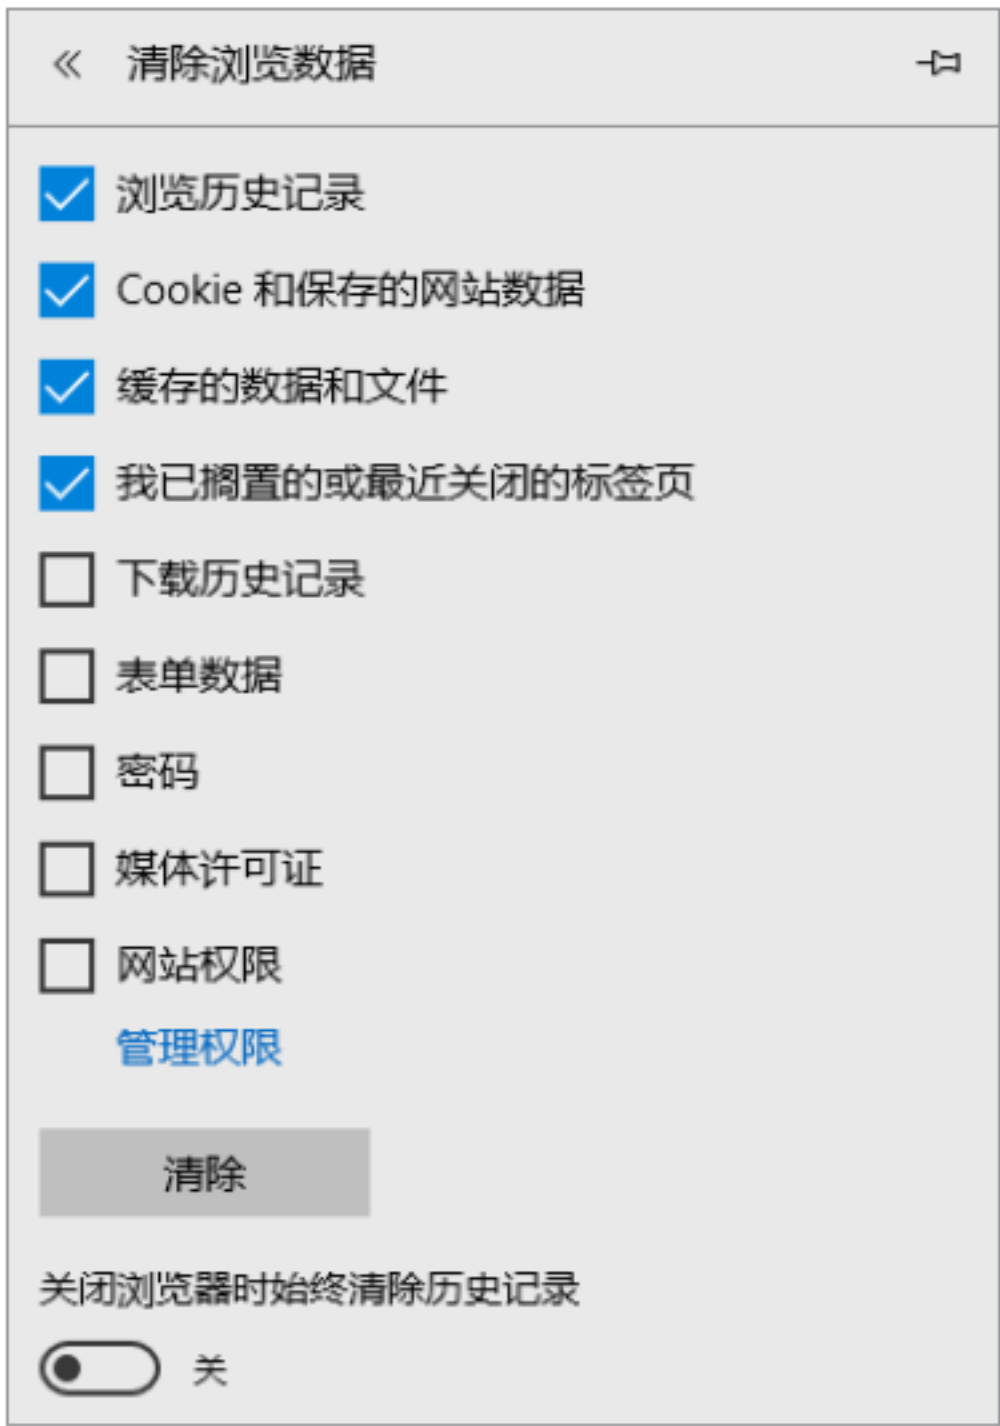 清除浏览数据
浏览历史记录
Cookie 和保存的网站数据
缓存的数据和文件
我已搁置的或最近关闭的标签页
下载历史记录
表单数据
密码
媒体许可证
网站权限
管理权限
清除
关闭浏览器时始终清除历史记录
关